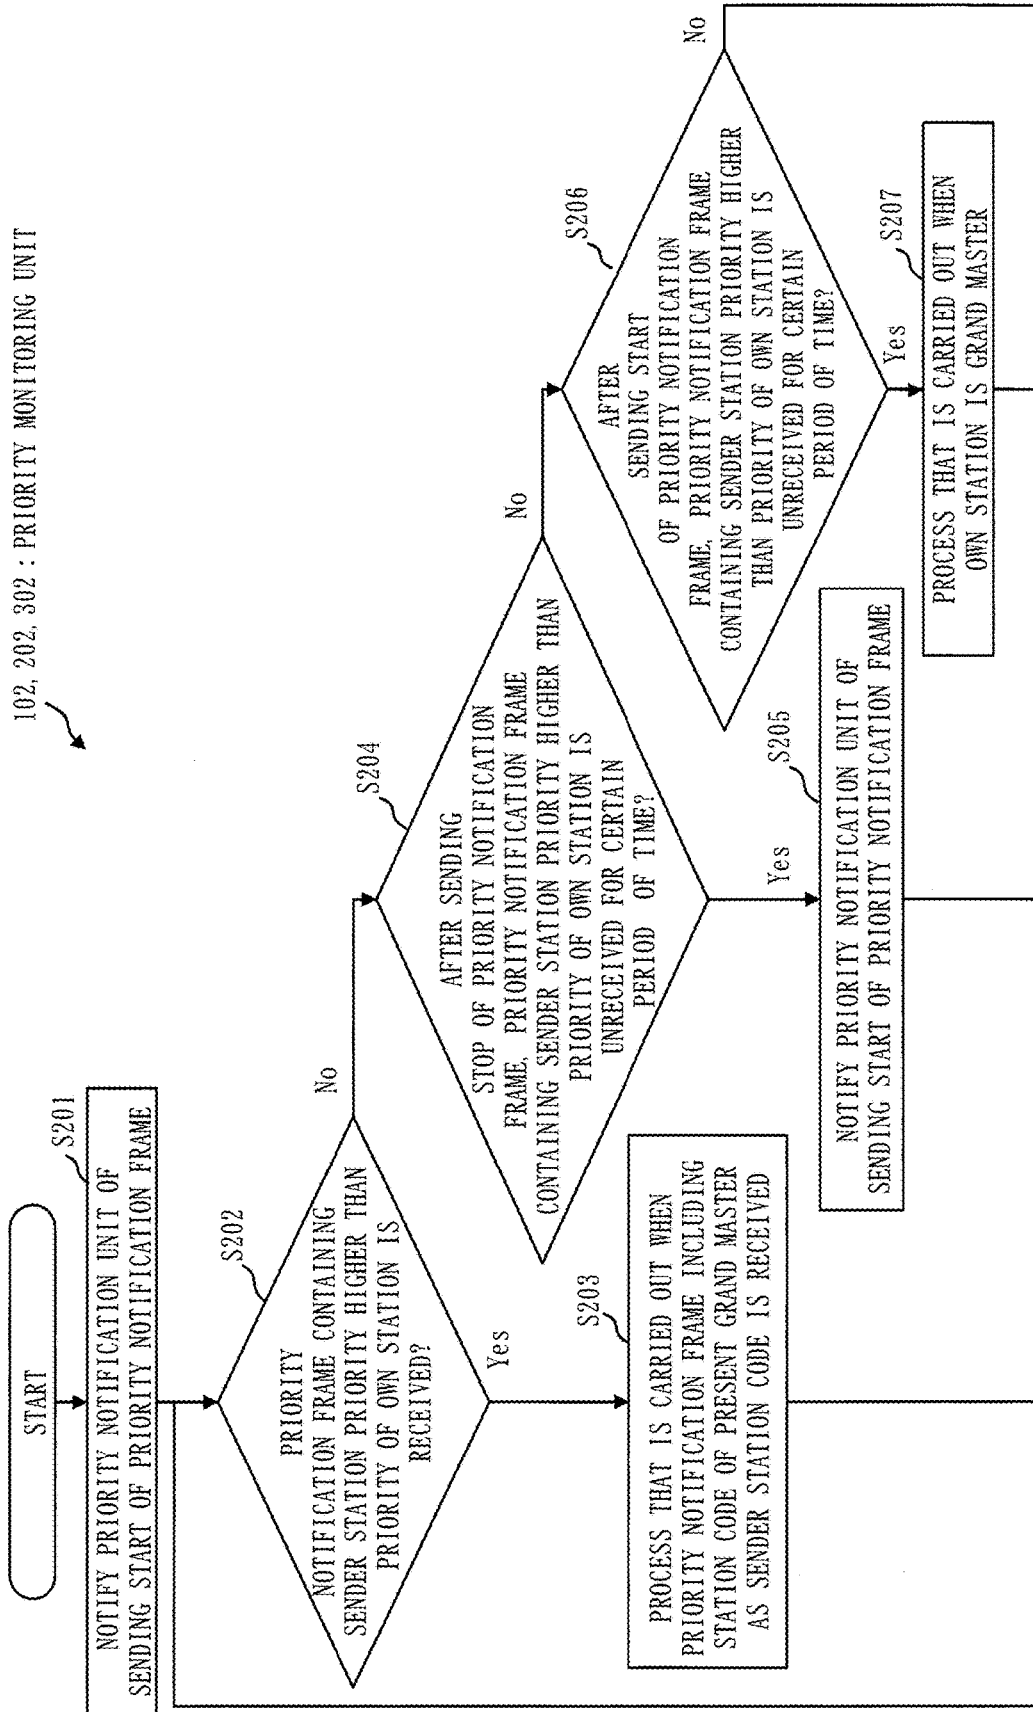 102, 202, 302 : PRIORITY MONITORING UNIT
START
S201
NOTIFY PRIORITY NOTIFICATION UNIT OF
SENDING START OF PRIORITY NOTIFICATION FRAME
S202
PRIORITY
NOTIFICATION FRAME CONTAINING
SENDER STATION PRIORITY HIGHER THAN
PRIORITY OF OWN STATION IS
RECEIVED?
No
Yes
S203
PROCESS THAT IS CARRIED OUT WHEN
PRIORITY NOTIFICATION FRAME INCLUDING
STATION CODE OF PRESENT GRAND MASTER
AS SENDER STATION CODE IS RECEIVED
S204
AFTER SENDING
STOP OF PRIORITY NOTIFICATION
FRAME, PRIORITY NOTIFICATION FRAME
CONTAINING SENDER STATION PRIORITY HIGHER THAN
PRIORITY OF OWN STATION IS
UNRECEIVED FOR CERTAIN
PERIOD OF TIME?
No
Yes
S205
NOTIFY PRIORITY NOTIFICATION UNIT OF
SENDING START OF PRIORITY NOTIFICATION FRAME
S206
AFTER
SENDING START
OF PRIORITY NOTIFICATION
FRAME, PRIORITY NOTIFICATION FRAME
CONTAINING SENDER STATION PRIORITY HIGHER
THAN PRIORITY OF OWN STATION IS
UNRECEIVED FOR CERTAIN
PERIOD OF TIME?
No
Yes
S207
PROCESS THAT IS CARRIED OUT WHEN
OWN STATION IS GRAND MASTER